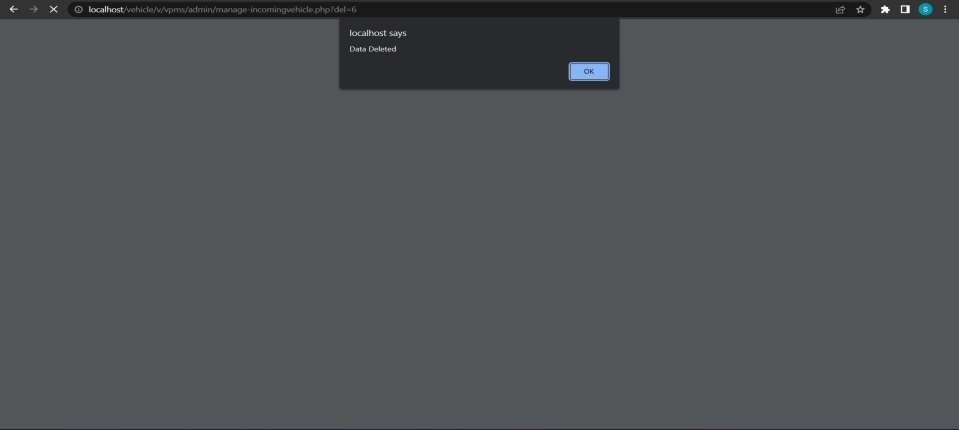 localhost/vehicle/v/vpms/admin/manage-incomingvehicle.php?del=6
S
localhost says
Data Deleted
OK